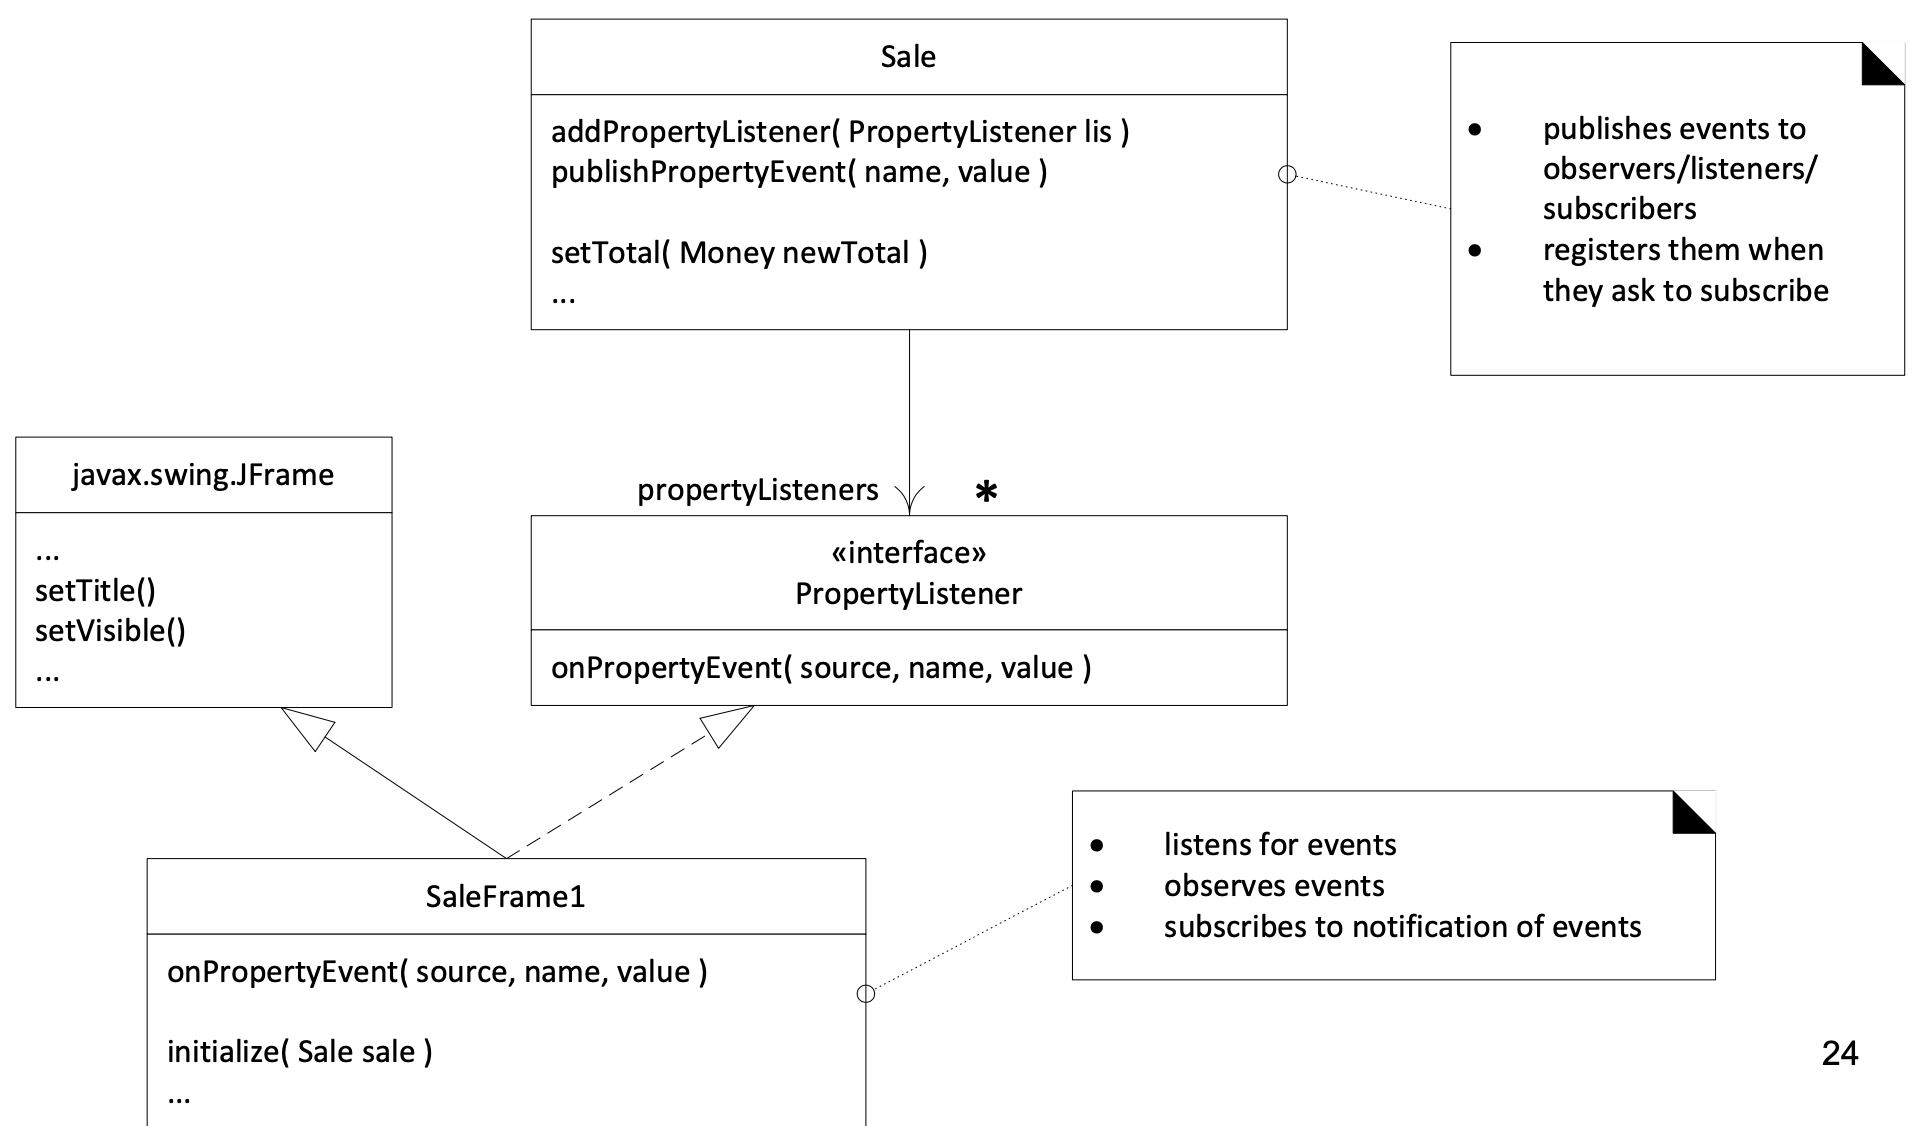 Sale
addPropertyListener( PropertyListener lis )
publishPropertyEvent( name, value )
setTotal( Money newTotal )
...
• publishes events to
observers/listeners/
subscribers
• registers them when
they ask to subscribe
javax.swing.JFrame
...
setTitle()
setVisible()
...
propertyListeners *
«interface»
PropertyListener
onPropertyEvent( source, name, value )
SaleFrame1
onPropertyEvent( source, name, value )
initialize( Sale sale )
...
• listens for events
• observes events
• subscribes to notification of events
24